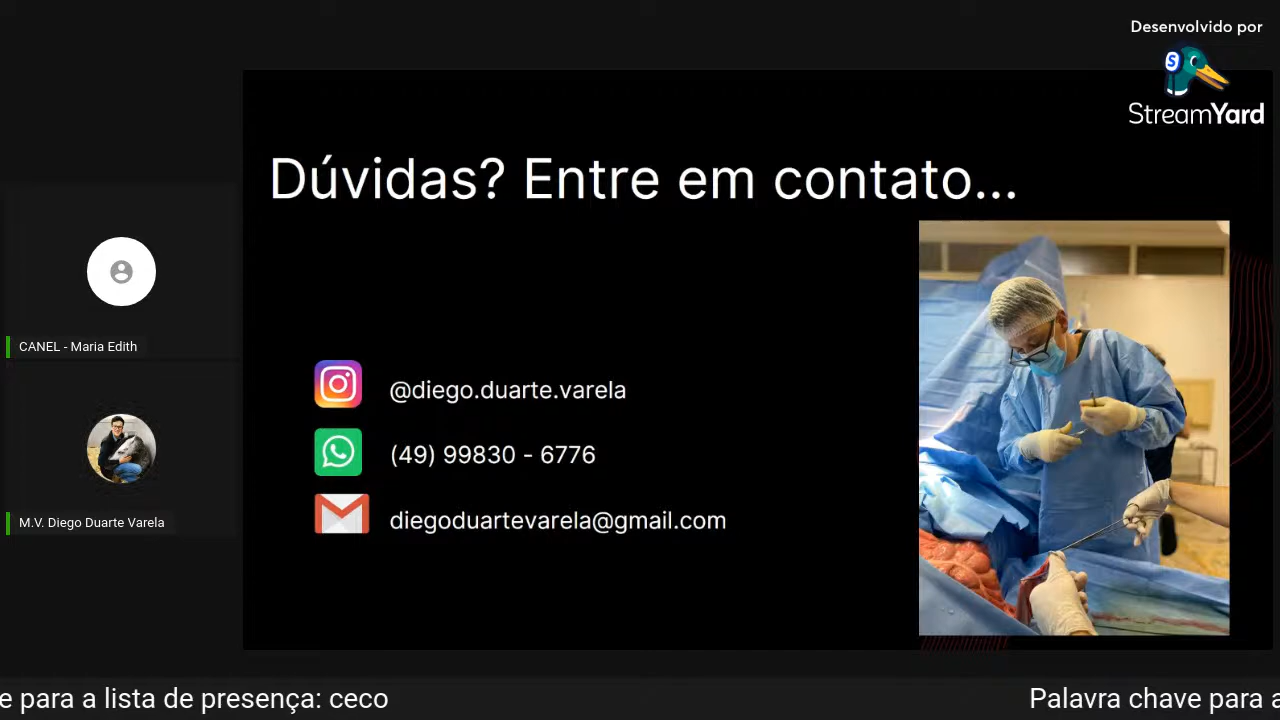 Desenvolvido por
StreamYard
Dúvidas? Entre em contato...
CANEL - Maria Edith
@diego.duarte.varela
(49) 99830 - 6776
M.V. Diego Duarte Varela
diegoduartevarela@gmail.com
e para a lista de presença: ceco
Palavra chave para a